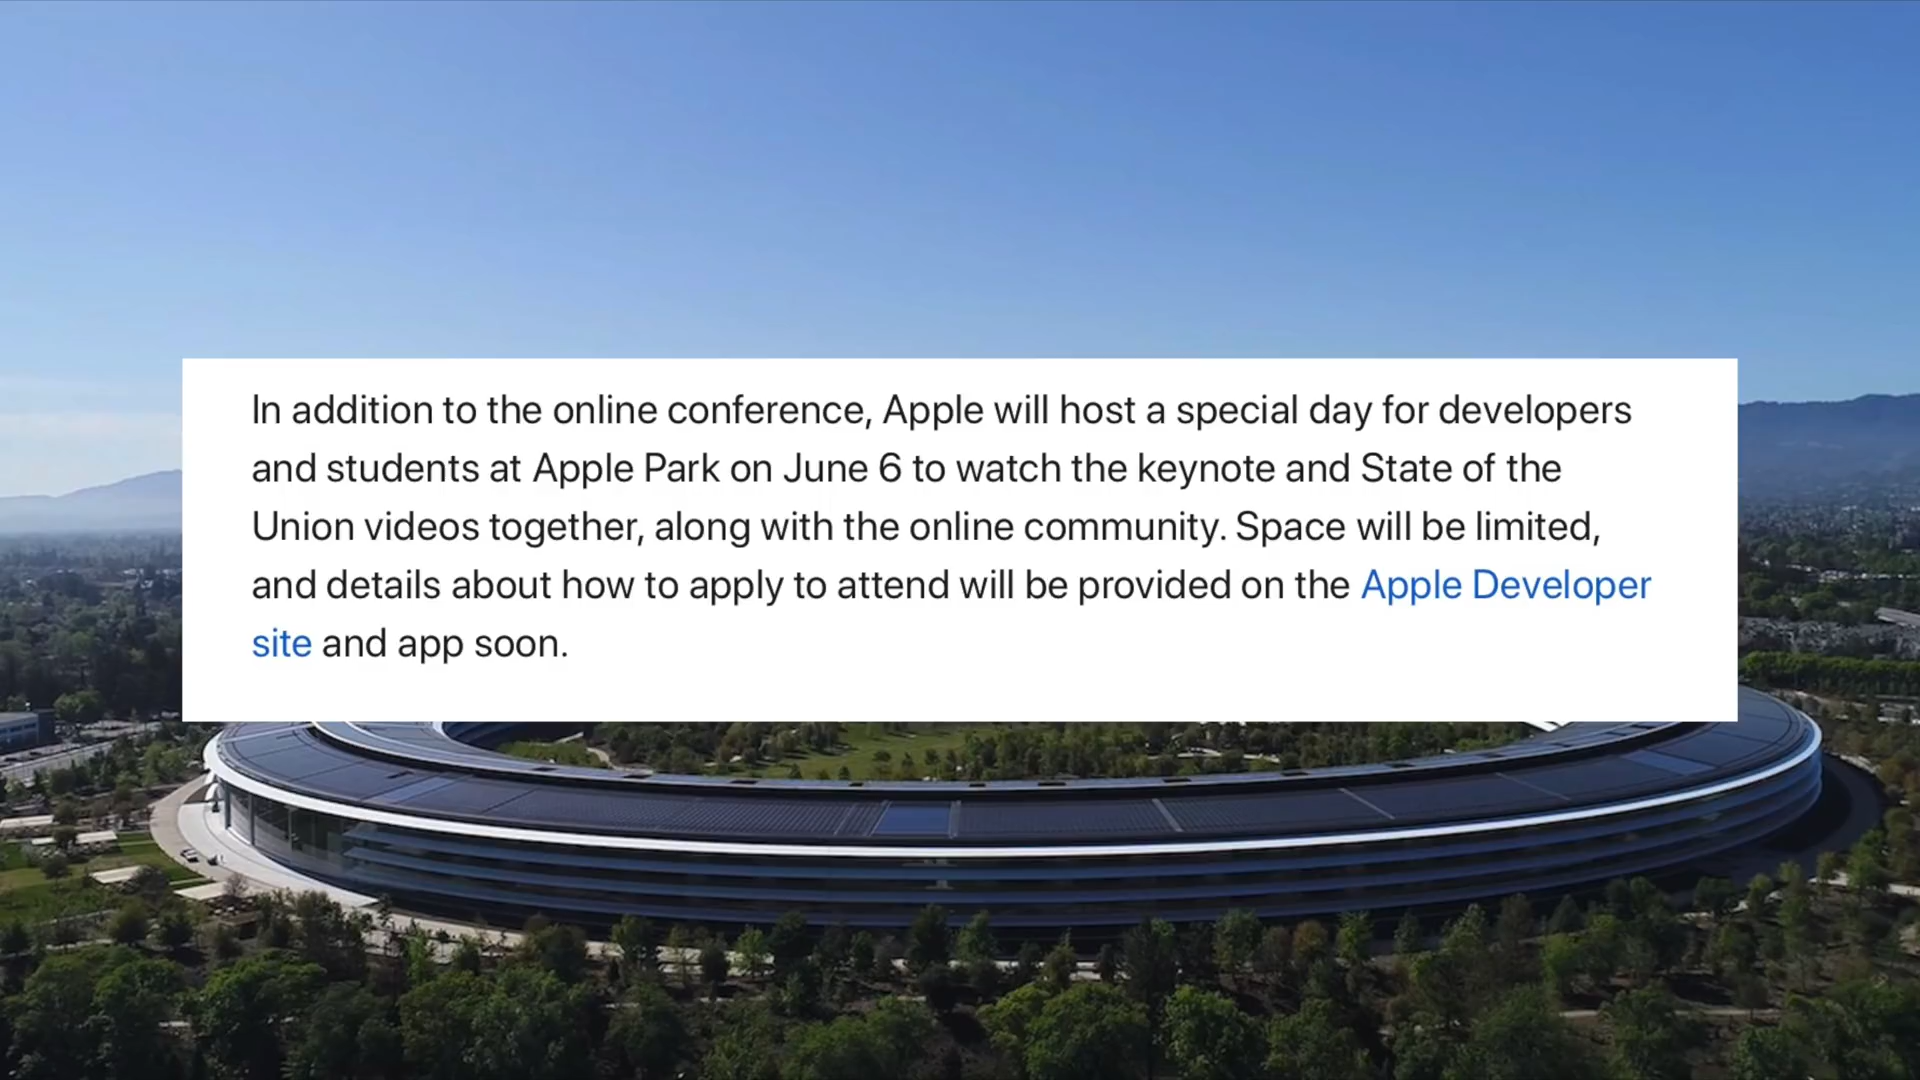 In addition to the online conference, Apple will host a special day for developers
and students at Apple Park on June 6 to watch the keynote and State of the
Union videos together, along with the online community. Space will be limited,
and details about how to apply to attend will be provided on the Apple Developer
site and app soon.